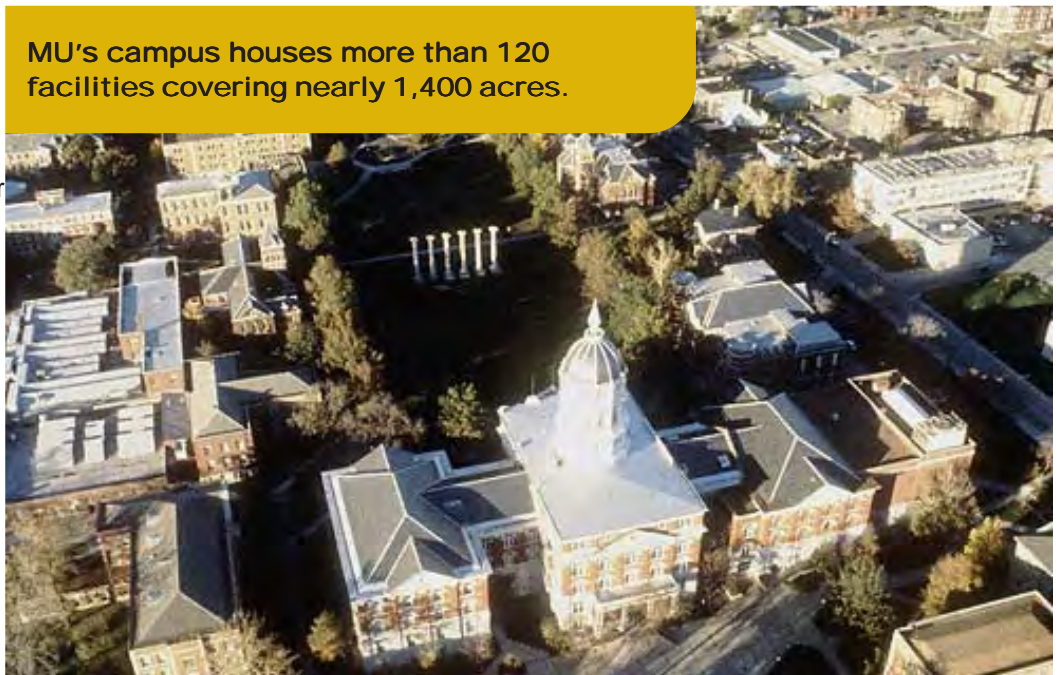 MU's campus houses more than 120
facilities covering nearly 1,400 acres.